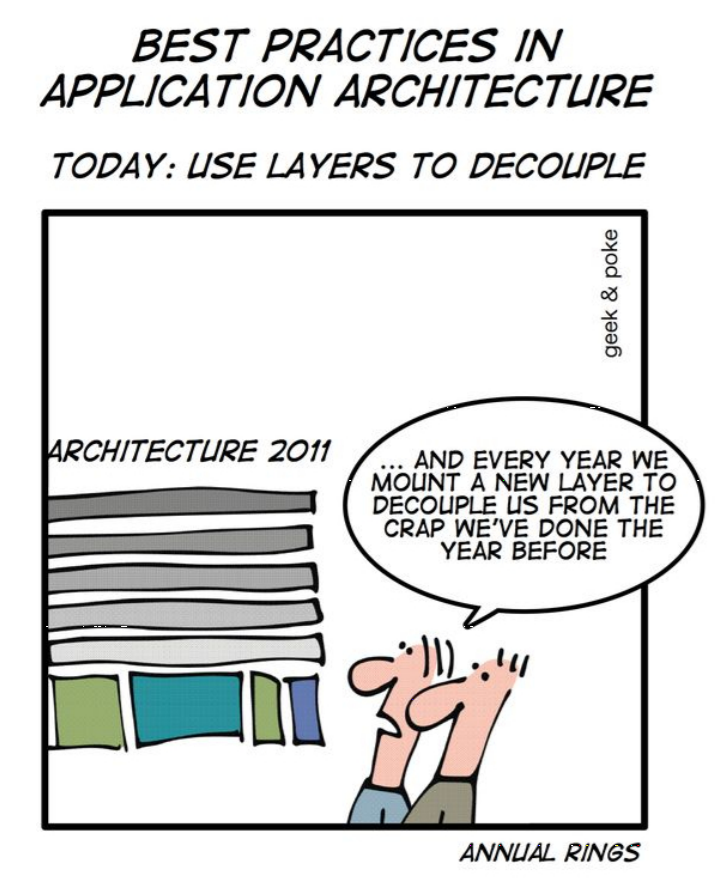 BEST PRACTICES IN
APPLICATION ARCHITECTURE
TODAY: USE LAYERS TO DECOUPLE
geek & poke
ARCHITECTURE 2011
... AND EVERY YEAR WE
MOUNT A NEW LAYER TO
DECOUPLE US FROM THE
CRAP WE'VE DONE THE
YEAR BEFORE
ANNUAL RINGS